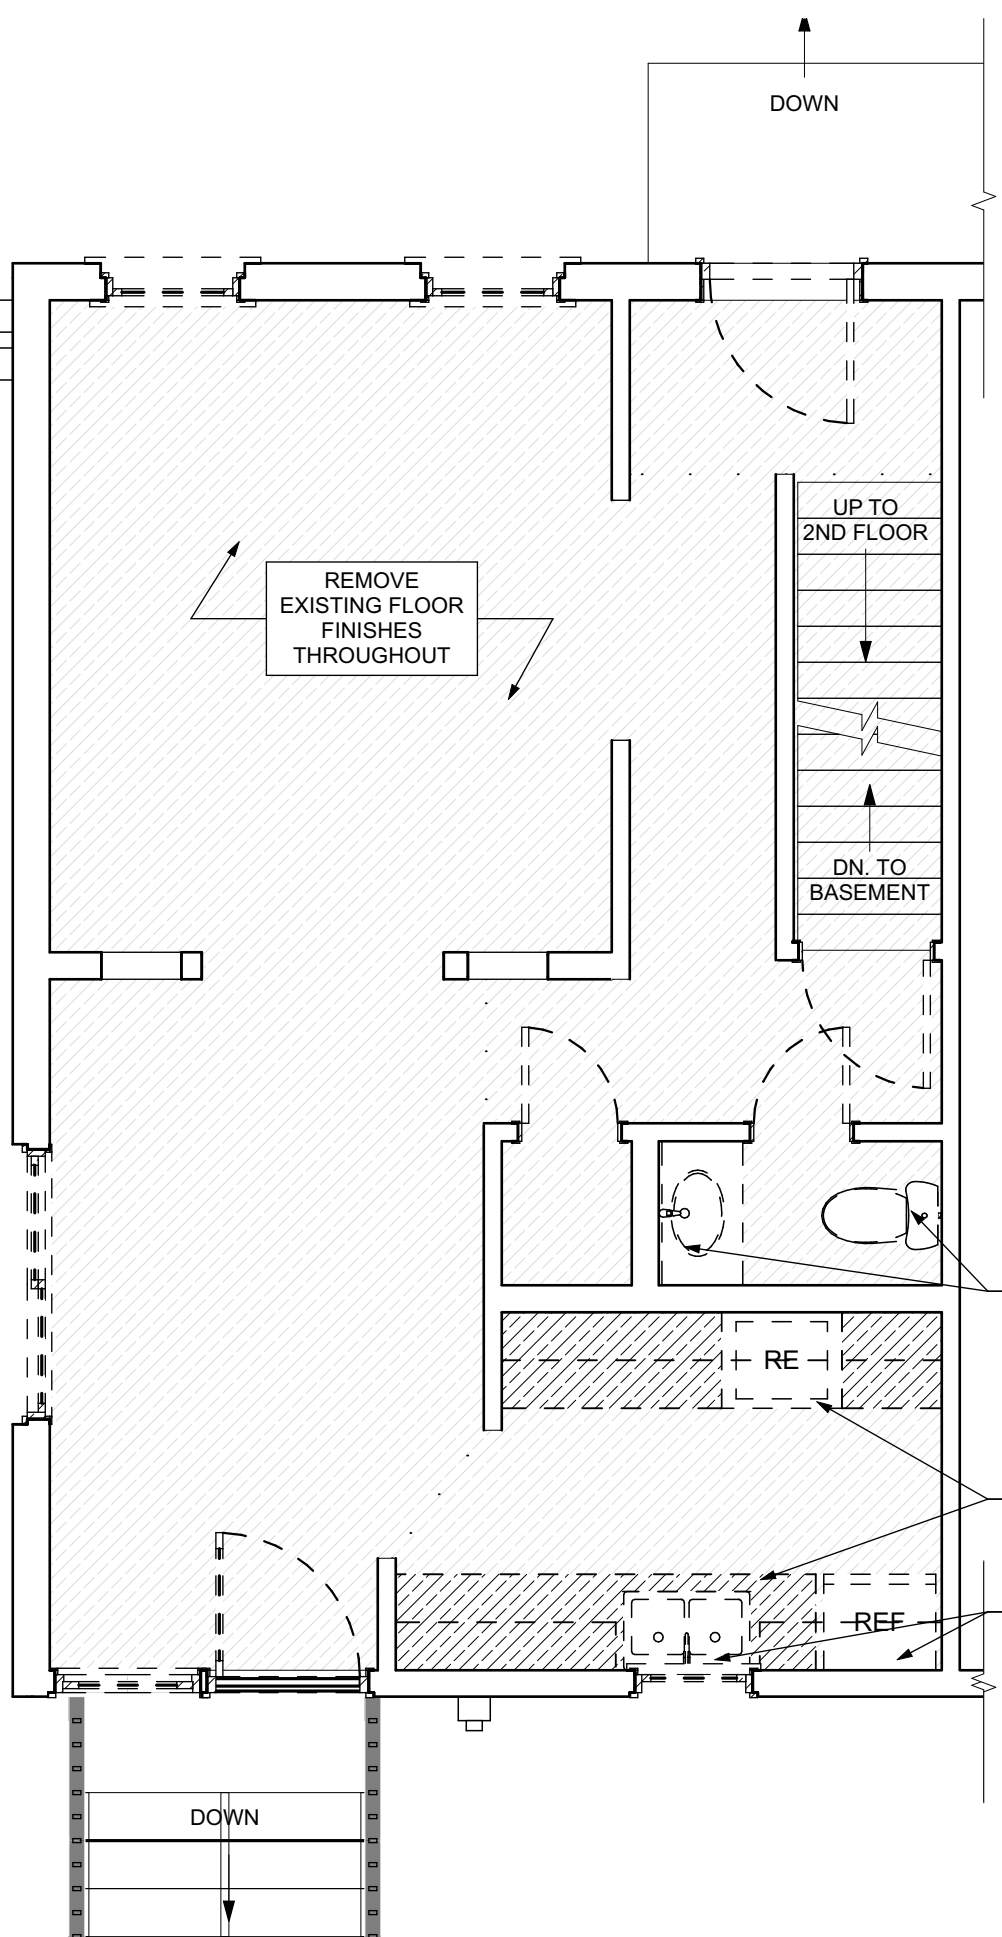 DOWN
UP TO
2ND FLOOR
REMOVE
EXISTING FLOOR
FINISHES
THROUGHOUT
DN. TO
BASEMENT
RE
REF
DOWN